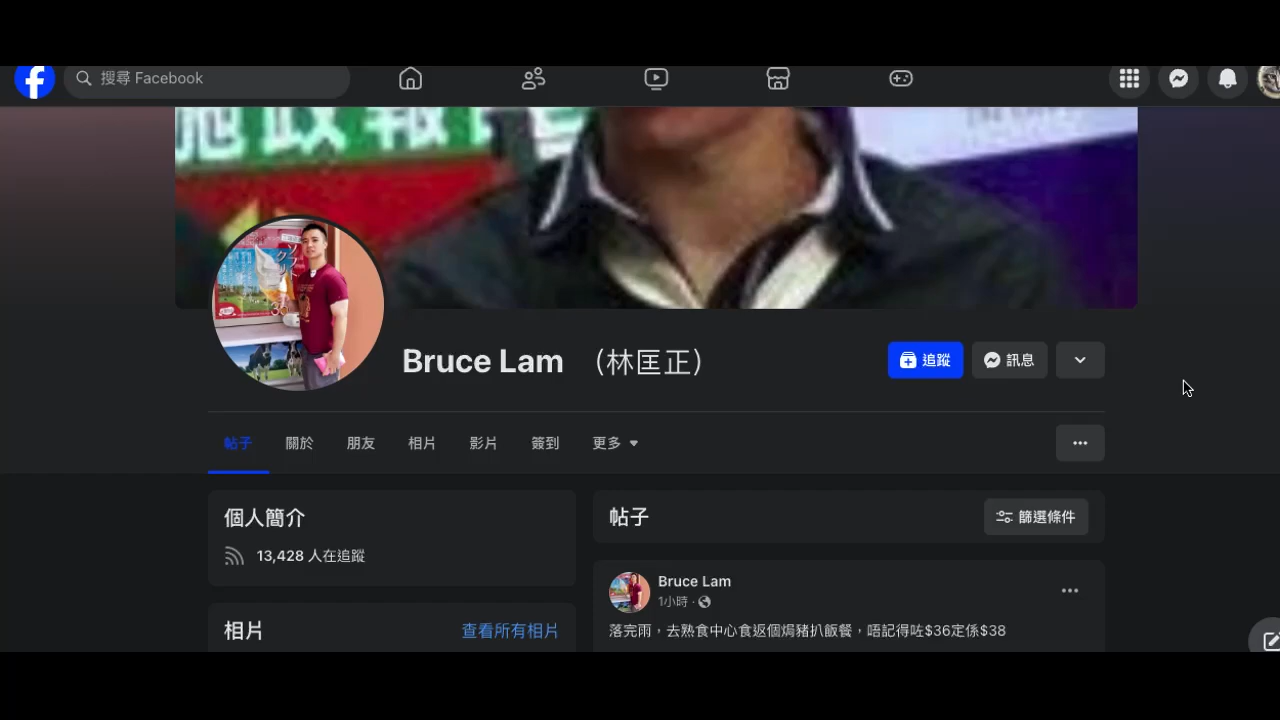 搜尋 Facebook
施政報告
Bruce Lam （林匡正）
追蹤
訊息
帖子
關於
朋友
相片
影片
簽到
更多
個人簡介
13,428 人在追蹤
相片
查看所有相片
帖子
篩選條件
Bruce Lam
1小時 ·
落完雨，去熟食中心食返個焗豬扒飯餐，唔記得咗$36定係$38